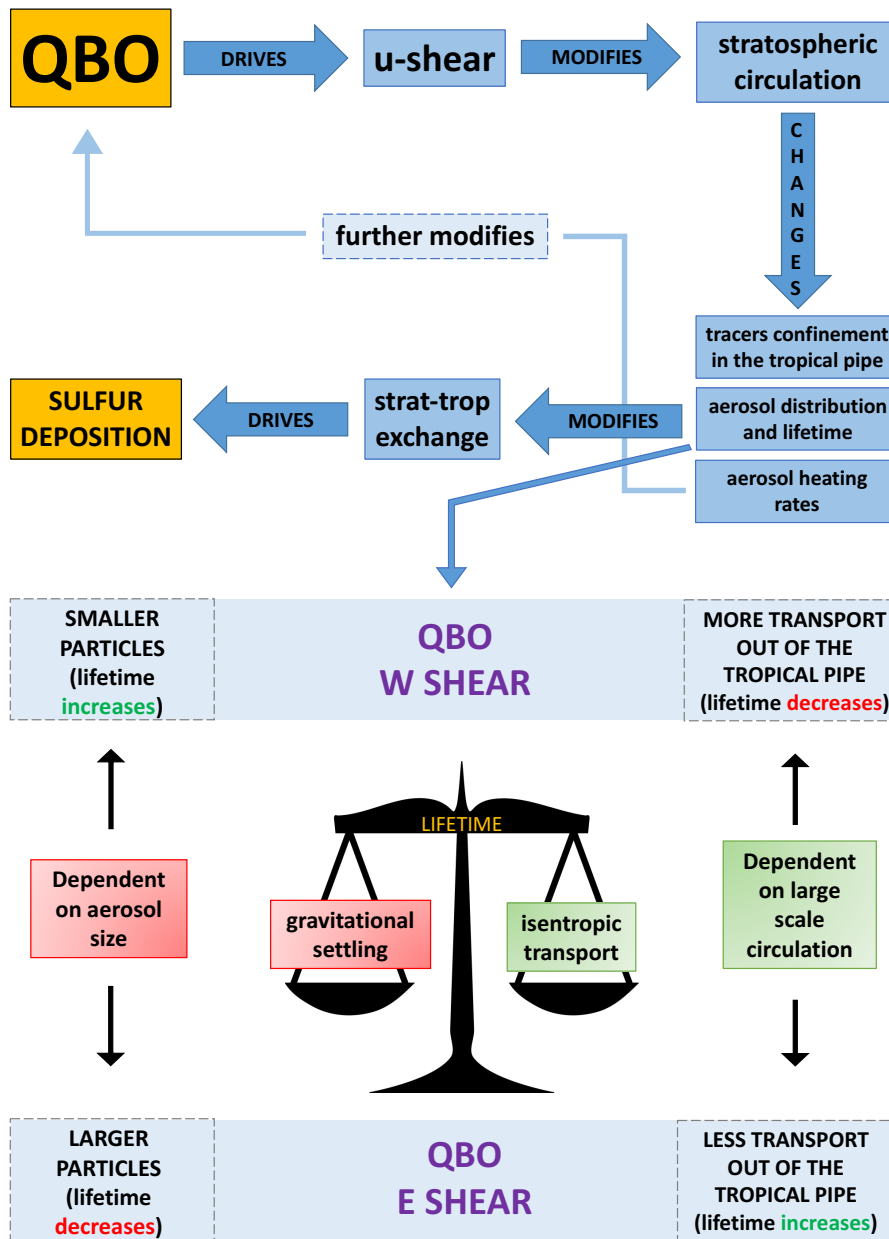 QBO
DRIVES
u-shear
MODIFIES
stratospheric
circulation
CHANGES
further modifies
tracers confinement
in the tropical pipe
SULFUR
DEPOSITION
DRIVES
strat-trop
exchange
MODIFIES
aerosol distribution
and lifetime
aerosol heating
rates
SMALLER
PARTICLES
(lifetime
increases)
QBO
W SHEAR
MORE TRANSPORT
OUT OF THE
TROPICAL PIPE
(lifetime decreases)
LIFETIME
Dependent
on aerosol
size
gravitational
settling
isentropic
transport
Dependent
on large
scale
circulation
LARGER
PARTICLES
(lifetime
decreases)
QBO
E SHEAR
LESS TRANSPORT
OUT OF THE
TROPICAL PIPE
(lifetime increases)